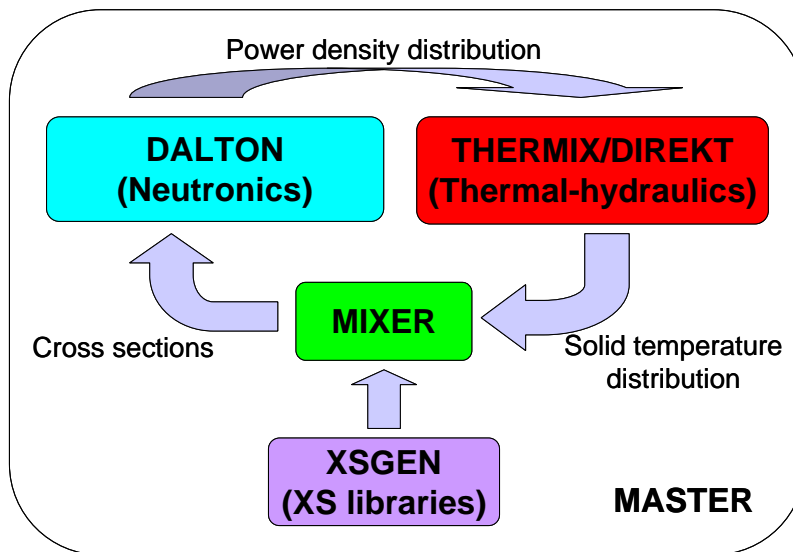 Power density distribution
DALTON
(Neutronics)
THERMIX/DIREKT
(Thermal-hydraulics)
MIXER
Cross sections
Solid temperature
distribution
XSGEN
(XS libraries)
MASTER